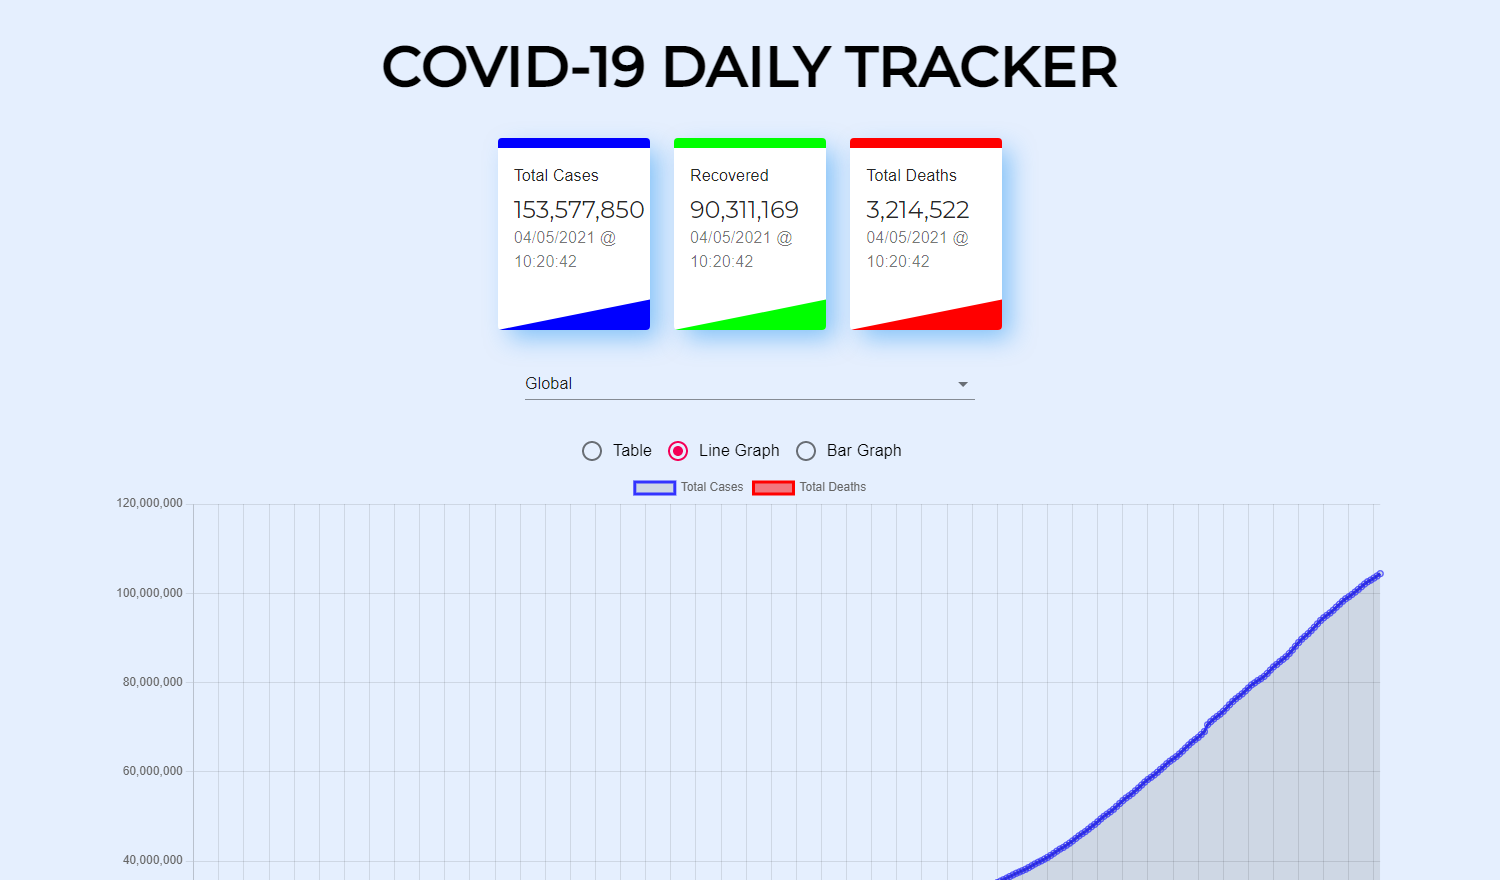 COVID-19 DAILY TRACKER
Total Cases
153,577,850
04/05/2021 @
10:20:42
Recovered
90,311,169
04/05/2021 @
10:20:42
Total Deaths
3,214,522
04/05/2021 @
10:20:42
Global
Table Line Graph Bar Graph
Total Cases Total Deaths
120,000,000
100,000,000
80,000,000
60,000,000
40,000,000